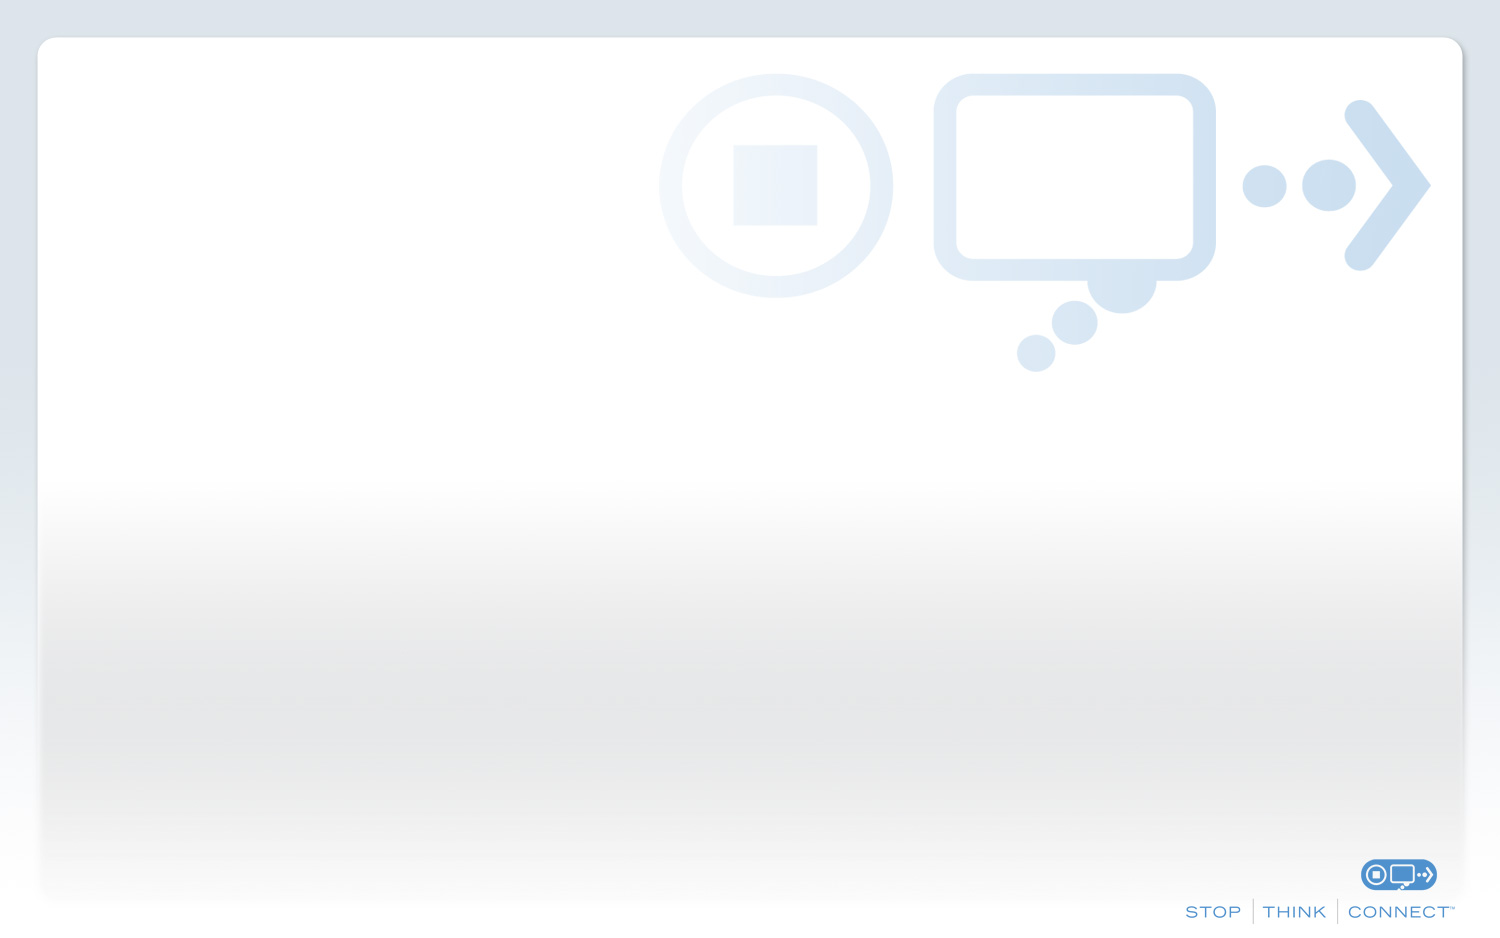 STOP | THINK | CONNECT™